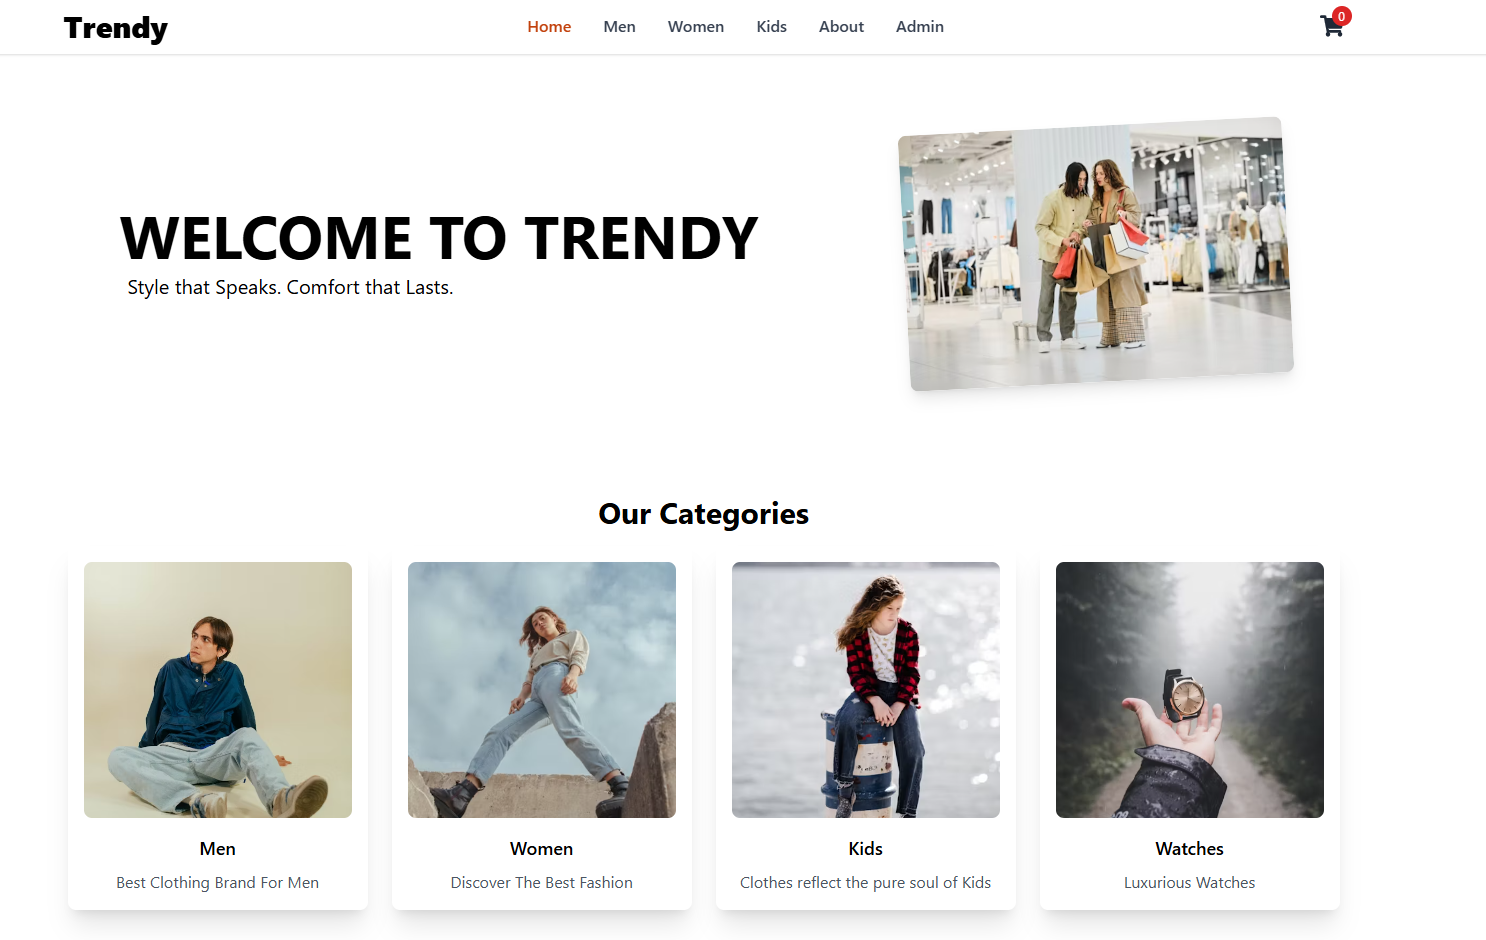 Trendy
Home Men Women Kids About Admin
0
WELCOME TO TRENDY
Style that Speaks. Comfort that Lasts.
Our Categories
Men
Best Clothing Brand For Men
Women
Discover The Best Fashion
Kids
Clothes reflect the pure soul of Kids
Watches
Luxurious Watches